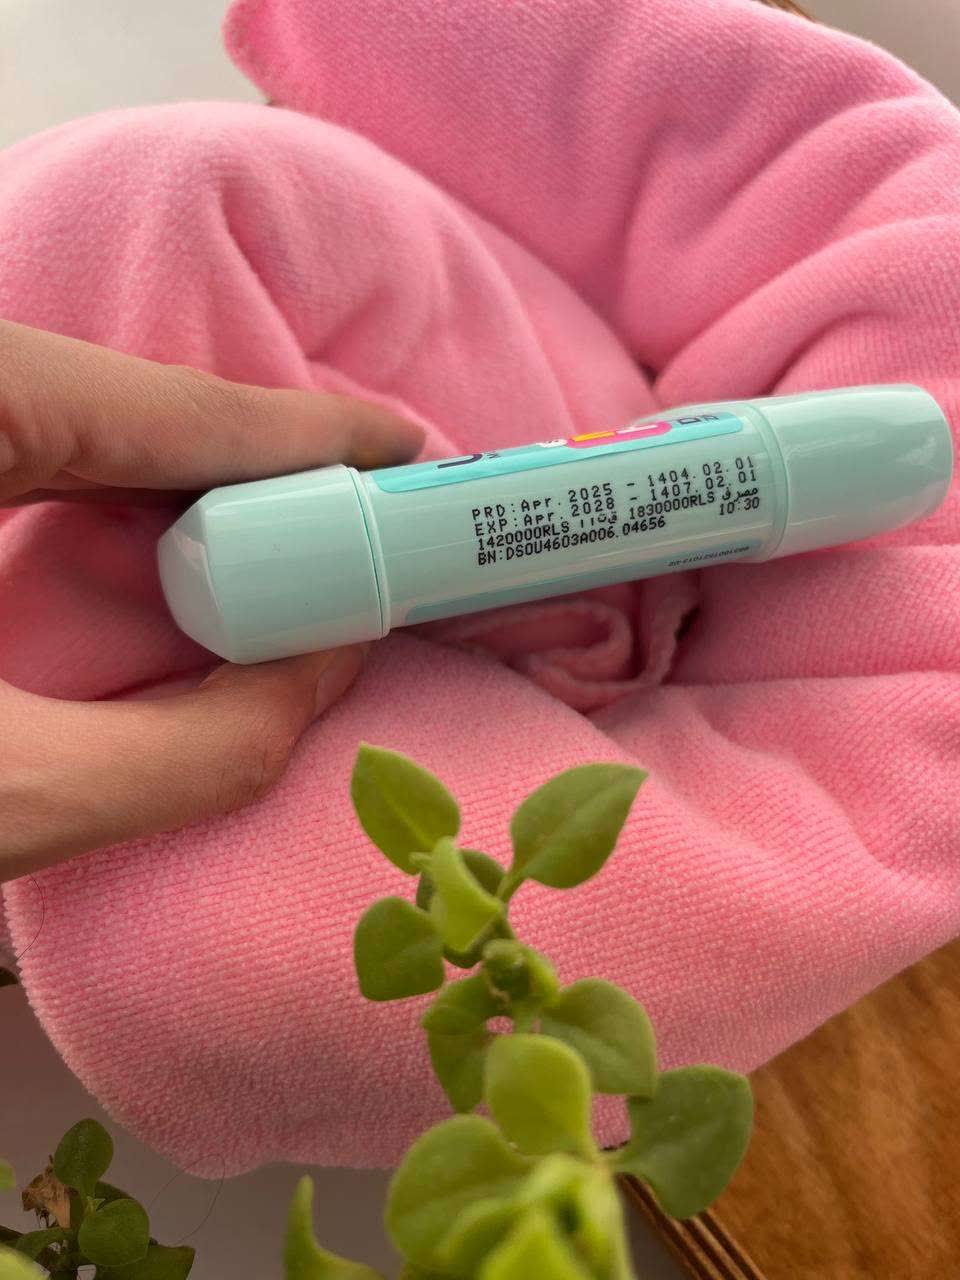 PRD:Apr.2025 - 1404.02.01
EXP:Apr.2028 - 1407.02.01
1420000RLS 1830000RLS مصرف
BN:DSOU4603A006.04656 10:30